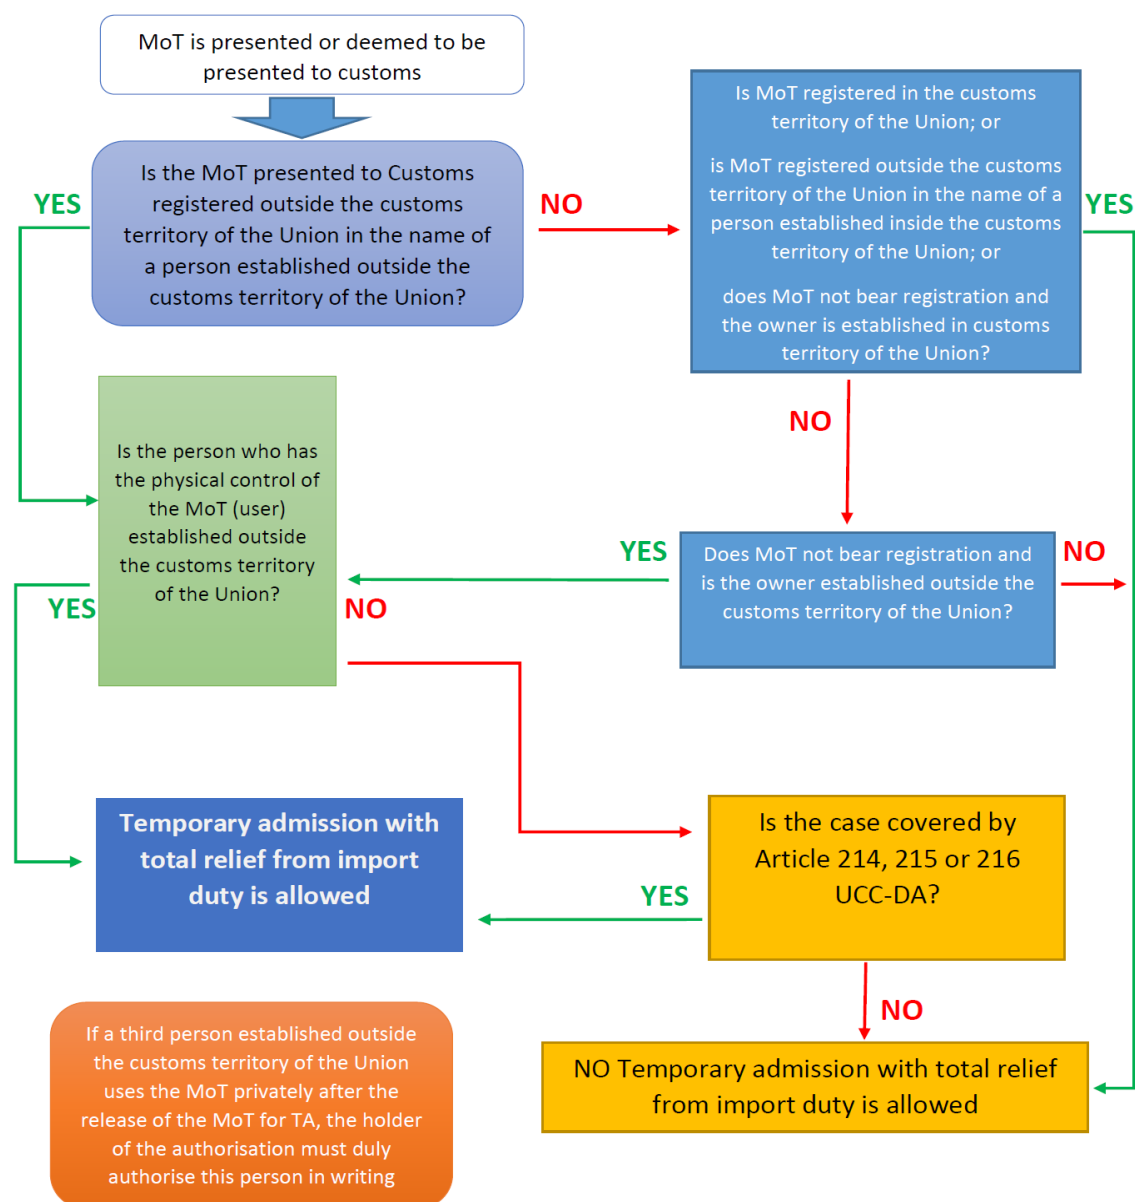 MoT is presented or deemed to be
presented to customs
Is the MoT presented to Customs
registered outside the customs
territory of the Union in the name of
a person established outside the
customs territory of the Union?
YES
NO
Is MoT registered in the customs
territory of the Union; or
is MoT registered outside the customs
territory of the Union in the name of a
person established inside the customs
territory of the Union; or
does MoT not bear registration and
the owner is established in customs
territory of the Union?
YES
NO
Is the person who has
the physical control of
the MoT (user)
established outside
the customs territory
of the Union?
YES
NO
YES
Does MoT not bear registration and
is the owner established outside the
customs territory of the Union?
NO
Temporary admission with
total relief from import
duty is allowed
Is the case covered by
Article 214, 215 or 216
UCC-DA?
YES
NO
NO Temporary admission with total relief
from import duty is allowed
If a third person established outside
the customs territory of the Union
uses the MoT privately after the
release of the MoT for TA, the holder
of the authorisation must duly
authorise this person in writing